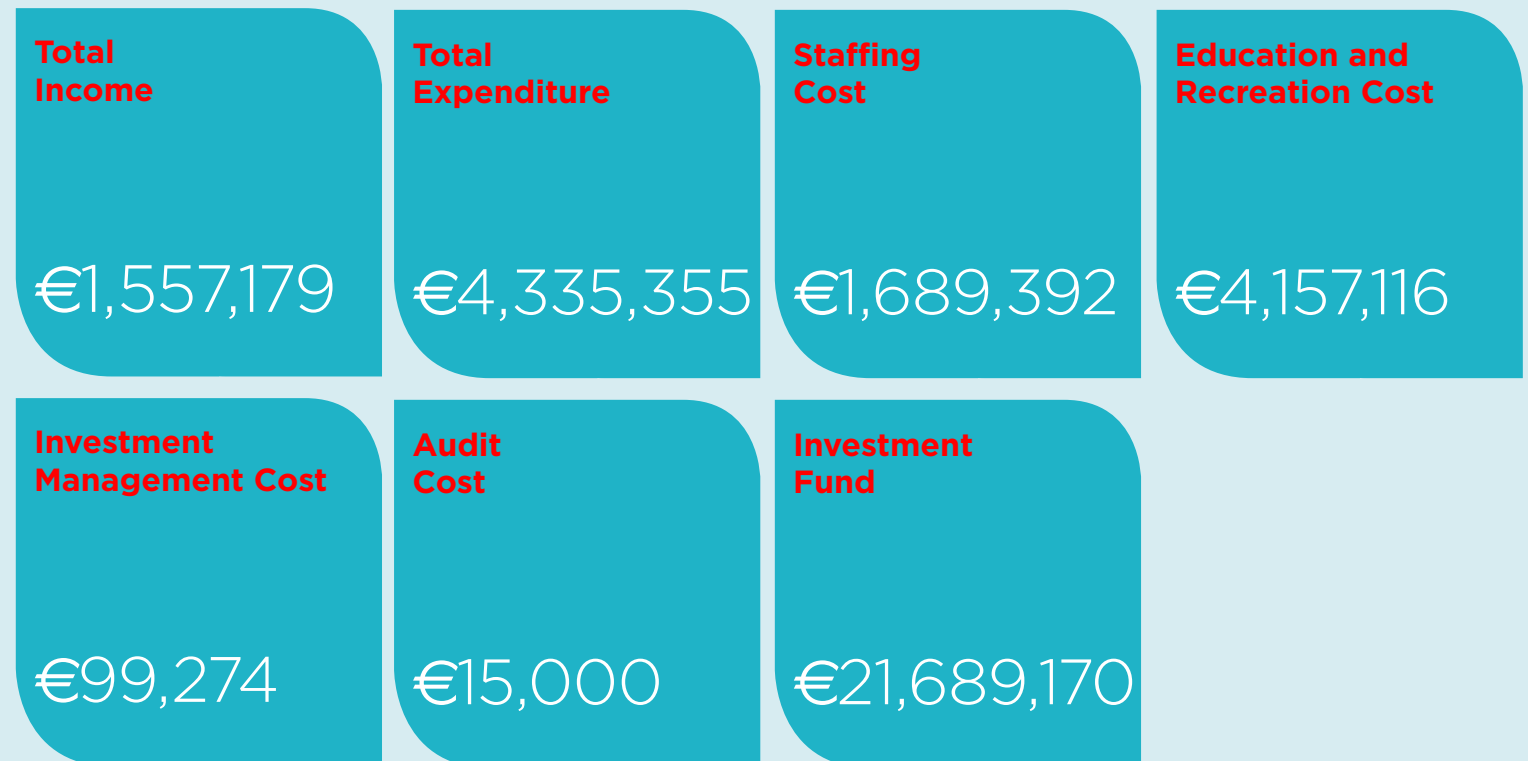 Total
Income
€1,557,179
Total
Expenditure
€4,335,355
Staffing
Cost
€1,689,392
Education and
Recreation Cost
€4,157,116
Investment
Management Cost
€99,274
Audit
Cost
€15,000
Investment
Fund
€21,689,170